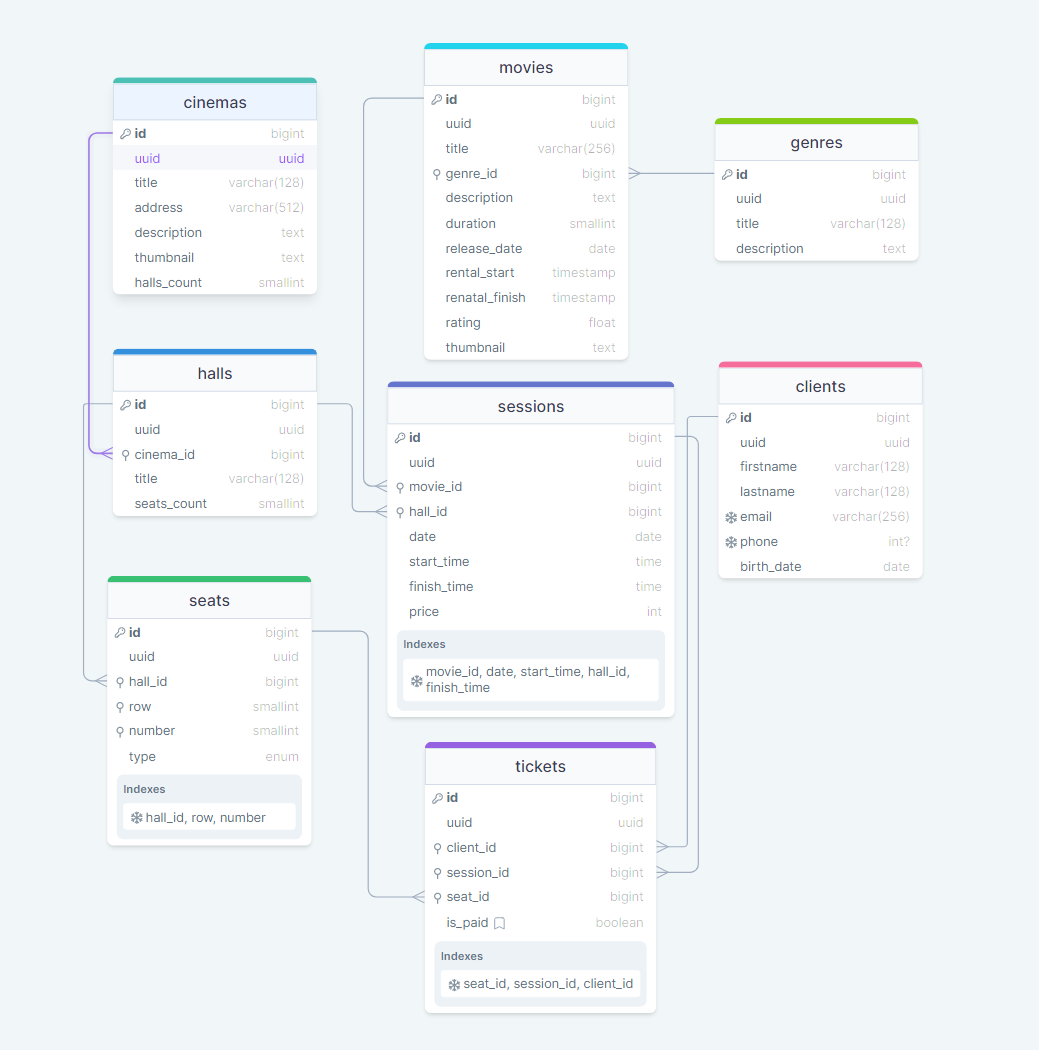 cinemas
id bigint
uuid uuid
title varchar(128)
address varchar(512)
description text
thumbnail text
halls_count smallint
movies
id bigint
uuid uuid
title varchar(256)
genre_id bigint
description text
duration smallint
release_date date
rental_start timestamp
renatal_finish timestamp
rating float
thumbnail text
genres
id bigint
uuid uuid
title varchar(128)
description text
halls
id bigint
uuid uuid
cinema_id bigint
title varchar(128)
seats_count smallint
sessions
id bigint
uuid uuid
movie_id bigint
hall_id bigint
date date
start_time time
finish_time time
price int
Indexes
movie_id, date, start_time, hall_id,
finish_time
clients
id bigint
uuid uuid
firstname varchar(128)
lastname varchar(128)
email varchar(256)
phone int?
birth_date date
seats
id bigint
uuid uuid
hall_id bigint
row smallint
number smallint
type enum
Indexes
hall_id, row, number
tickets
id bigint
uuid uuid
client_id bigint
session_id bigint
seat_id bigint
is_paid boolean
Indexes
seat_id, session_id, client_id